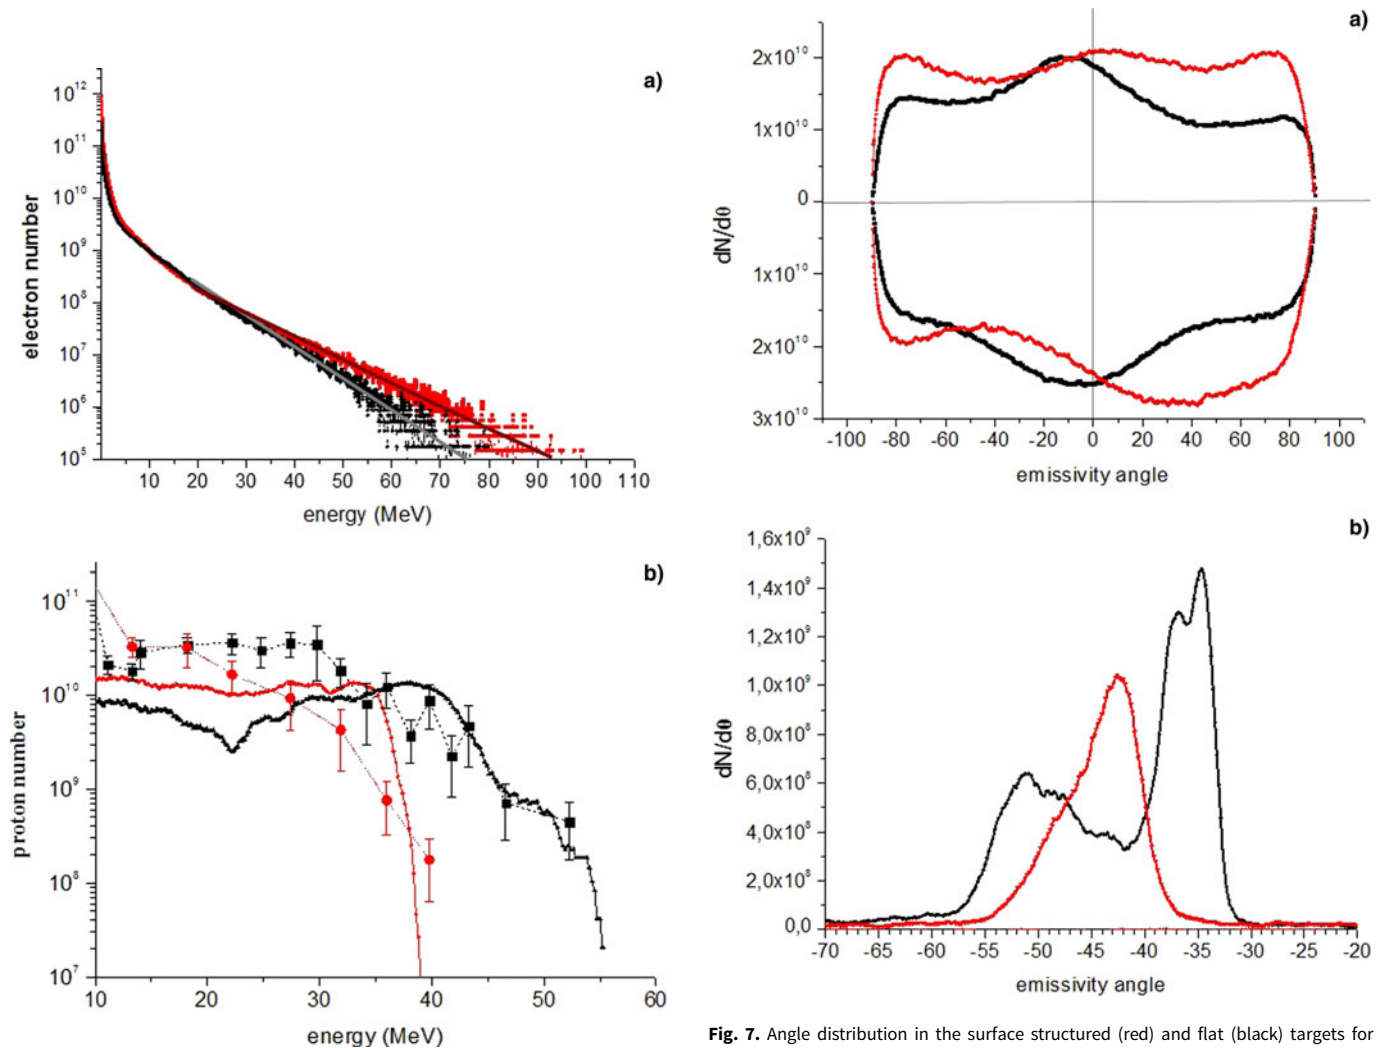 a)
10^12
10^11
10^10
10^9
10^8
10^7
10^6
10^5
electron number
10 20 30 40 50 60 70 80 90 100 110
energy (MeV)
b)
10^11
10^10
10^9
10^8
10^7
proton number
10 20 30 40 50 60
energy (MeV)
a)
2x10^10
1x10^10
0
1x10^10
2x10^10
3x10^10
dN/dθ
-100 -80 -60 -40 -20 0 20 40 60 80 100
emissivity angle
b)
1,6x10^9
1,4x10^9
1,2x10^9
1,0x10^9
8,0x10^8
6,0x10^8
4,0x10^8
2,0x10^8
0,0
dN/dθ
-70 -65 -60 -55 -50 -45 -40 -35 -30 -25 -20
emissivity angle
Fig. 7. Angle distribution in the surface structured (red) and flat (black) targets for